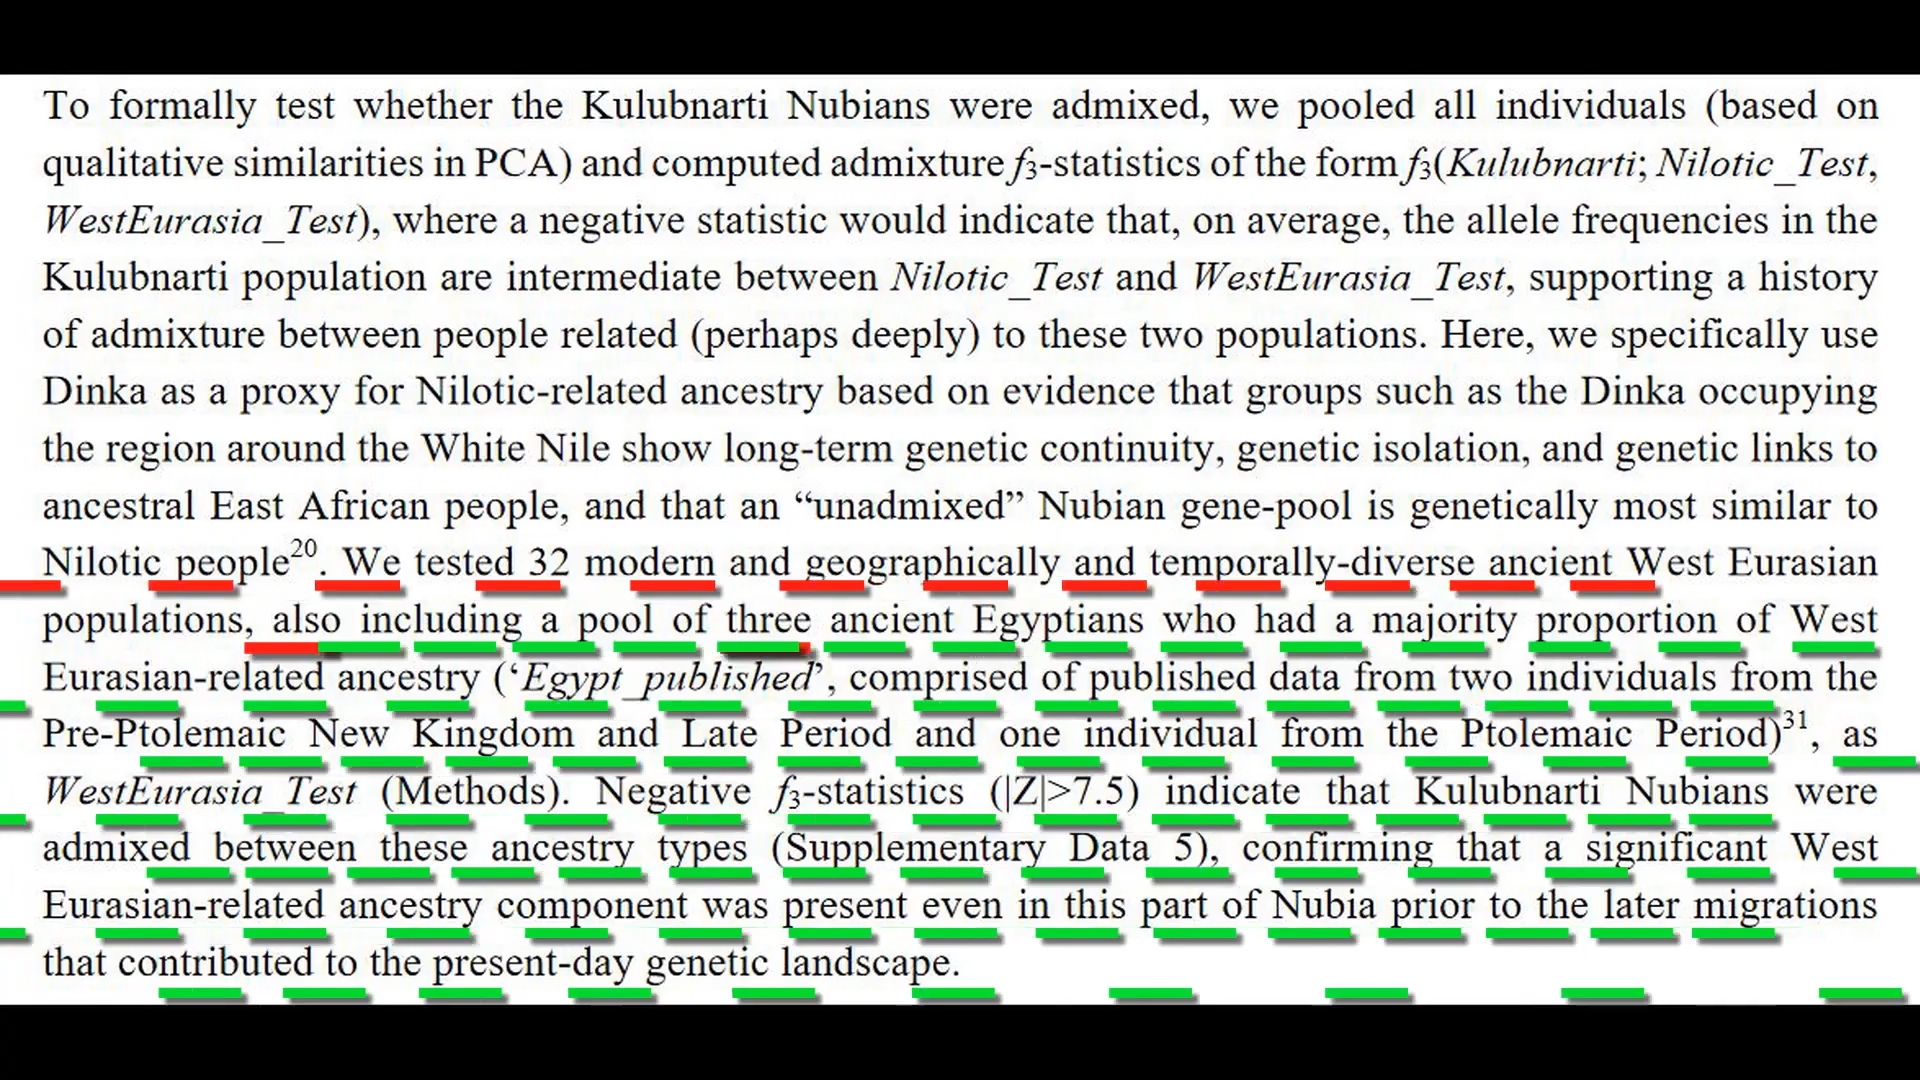 To formally test whether the Kulubnarti Nubians were admixed, we pooled all individuals (based on
qualitative similarities in PCA) and computed admixture f3-statistics of the form f3(Kulubnarti; Nilotic_Test,
WestEurasia_Test), where a negative statistic would indicate that, on average, the allele frequencies in the
Kulubnarti population are intermediate between Nilotic_Test and WestEurasia_Test, supporting a history
of admixture between people related (perhaps deeply) to these two populations. Here, we specifically use
Dinka as a proxy for Nilotic-related ancestry based on evidence that groups such as the Dinka occupying
the region around the White Nile show long-term genetic continuity, genetic isolation, and genetic links to
ancestral East African people, and that an “unadmixed” Nubian gene-pool is genetically most similar to
Nilotic people20. We tested 32 modern and geographically and temporally-diverse ancient West Eurasian
populations, also including a pool of three ancient Egyptians who had a majority proportion of West
Eurasian-related ancestry (‘Egypt_published’, comprised of published data from two individuals from the
Pre-Ptolemaic New Kingdom and Late Period and one individual from the Ptolemaic Period)31, as
WestEurasia_Test (Methods). Negative f3-statistics (|Z|>7.5) indicate that Kulubnarti Nubians were
admixed between these ancestry types (Supplementary Data 5), confirming that a significant West
Eurasian-related ancestry component was present even in this part of Nubia prior to the later migrations
that contributed to the present-day genetic landscape.